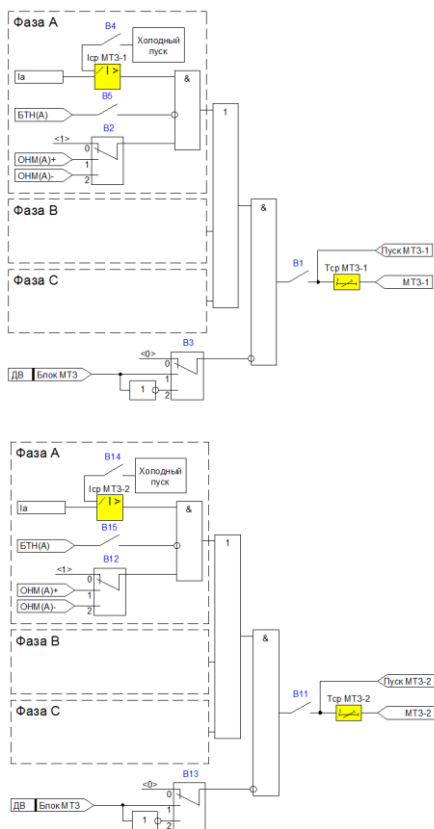 Фаза А
В4
Холодный
пуск
Iср МТЗ-1
/ I >
Ia
&
В5
БТН(А)
В2
<1>
0
ОНМ(А)+
1
ОНМ(А)-
2
1
Фаза В
&
Фаза С
В1
Пуск МТЗ-1
Тср МТЗ-1
МТЗ-1
В3
<0>
0
ДВ Блок МТЗ
1
1
2
Фаза А
В14
Холодный
пуск
Iср МТЗ-2
/ I >
Ia
&
В15
БТН(А)
1
В12
<1>
0
ОНМ(А)+
1
ОНМ(А)-
2
Фаза В
&
Фаза С
В11
Пуск МТЗ-2
Тср МТЗ-2
МТЗ-2
В13
<0>
0
ДВ Блок МТЗ
1
1
2